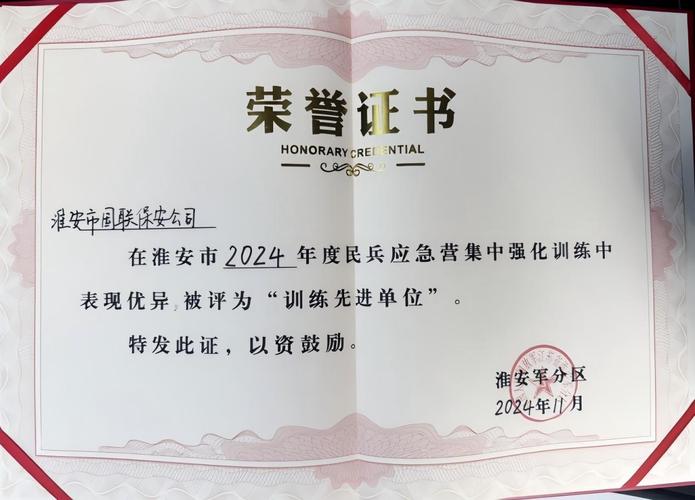 荣誉证书
HONORARY CREDENTIAL
淮安市国联保安公司
在淮安市2024年度民兵应急营集中强化训练中
表现优异,被评为“训练先进单位”。
特发此证，以资鼓励。
淮安军分区
2024年11月